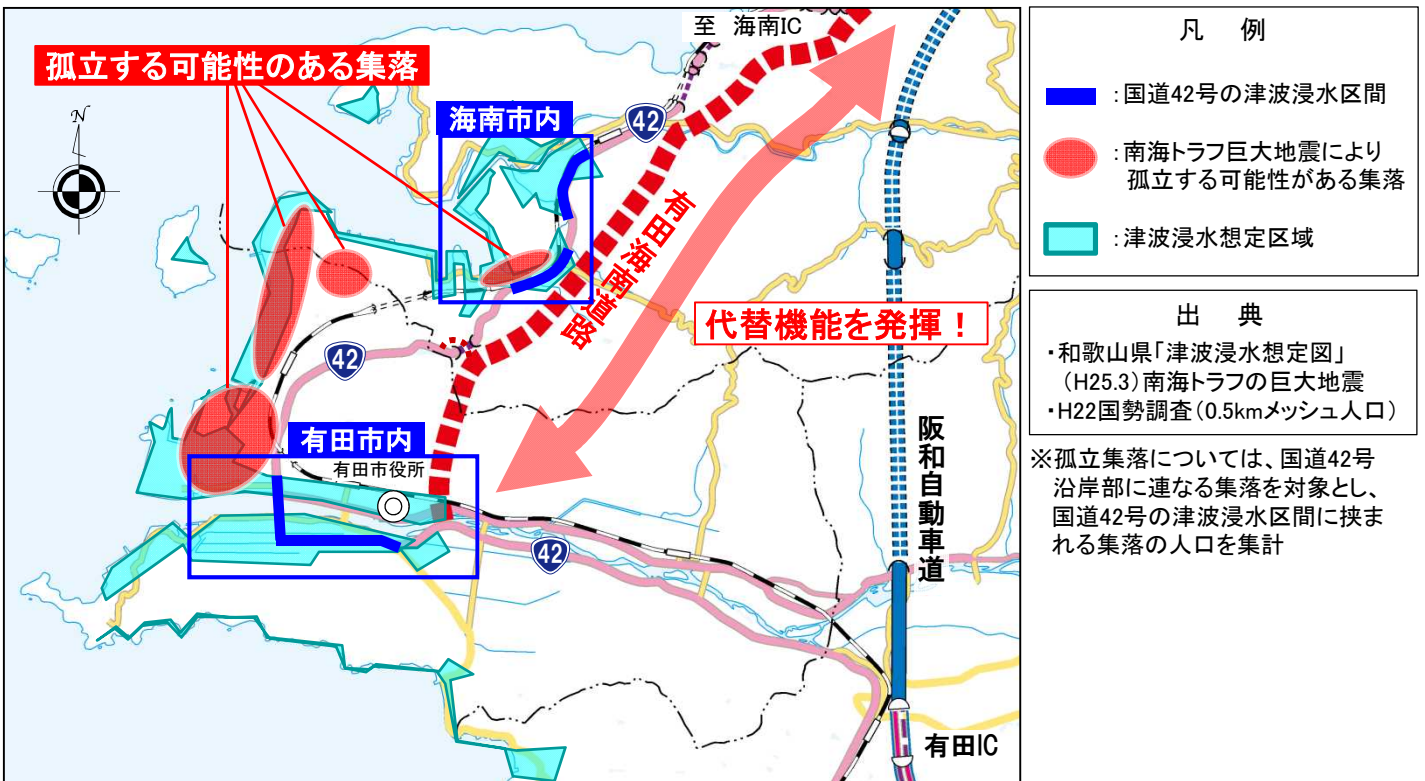 至 海南IC
孤立する可能性のある集落
N
海南市内
42
有田海南道路
代替機能を発揮！
42
有田市内
有田市役所
42
阪和自動車道
有田IC
凡 例
：国道42号の津波浸水区間
：南海トラフ巨大地震により
孤立する可能性がある集落
：津波浸水想定区域
出 典
・和歌山県「津波浸水想定図」
（H25.3）南海トラフの巨大地震
・H22国勢調査（0.5kmメッシュ人口）
※孤立集落については、国道42号
沿岸部に連なる集落を対象とし、
国道42号の津波浸水区間に挟ま
れる集落の人口を集計